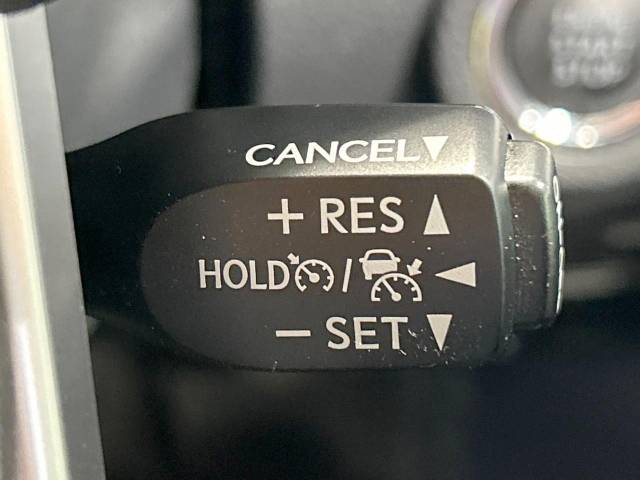 CANCEL▼
+ RES ▲
HOLD / ◀
− SET ▼